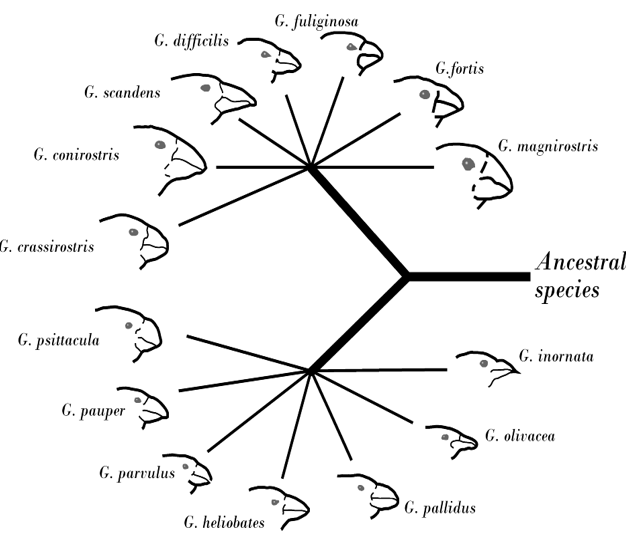 G. fuliginosa
G. difficilis
G.fortis
G. scandens
G. magnirostris
G. conirostris
G. crassirostris
Ancestral
species
G. psittacula
G. inornata
G. pauper
G. olivacea
G. parvulus
G. pallidus
G. heliobates